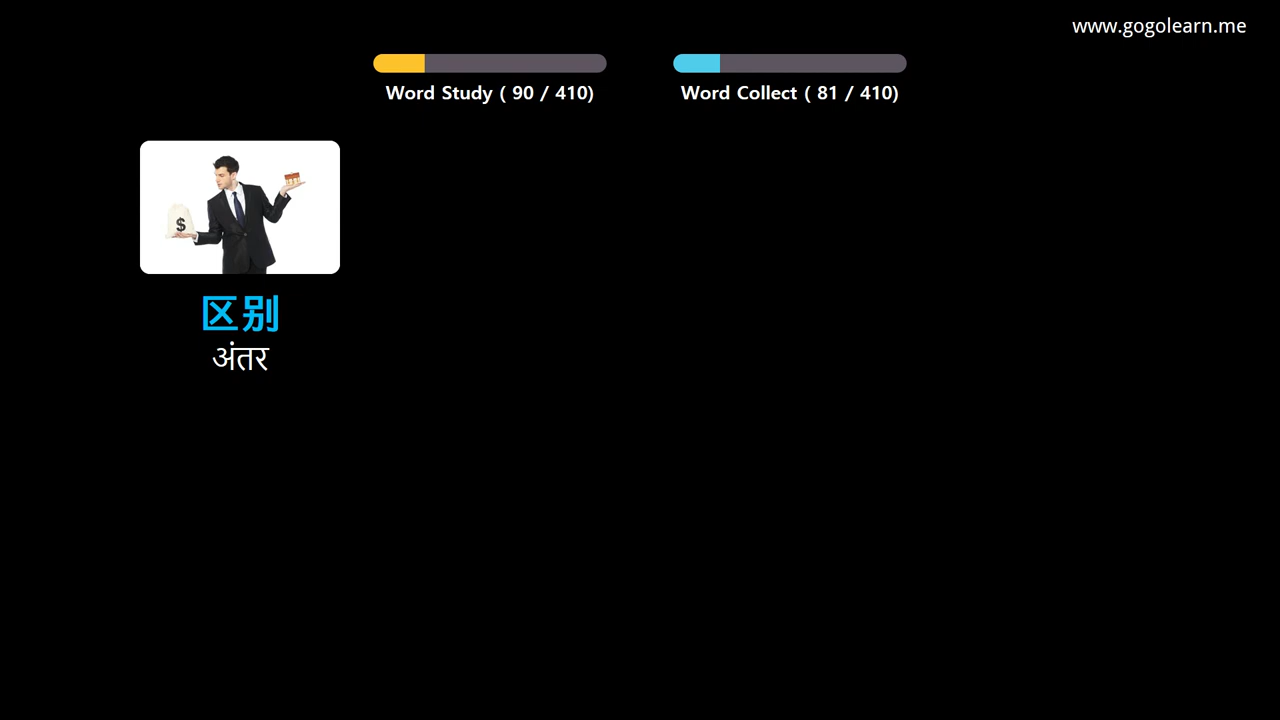 www.gogolearn.me
Word Study ( 90 / 410)
Word Collect ( 81 / 410)
$
区别
अंतर